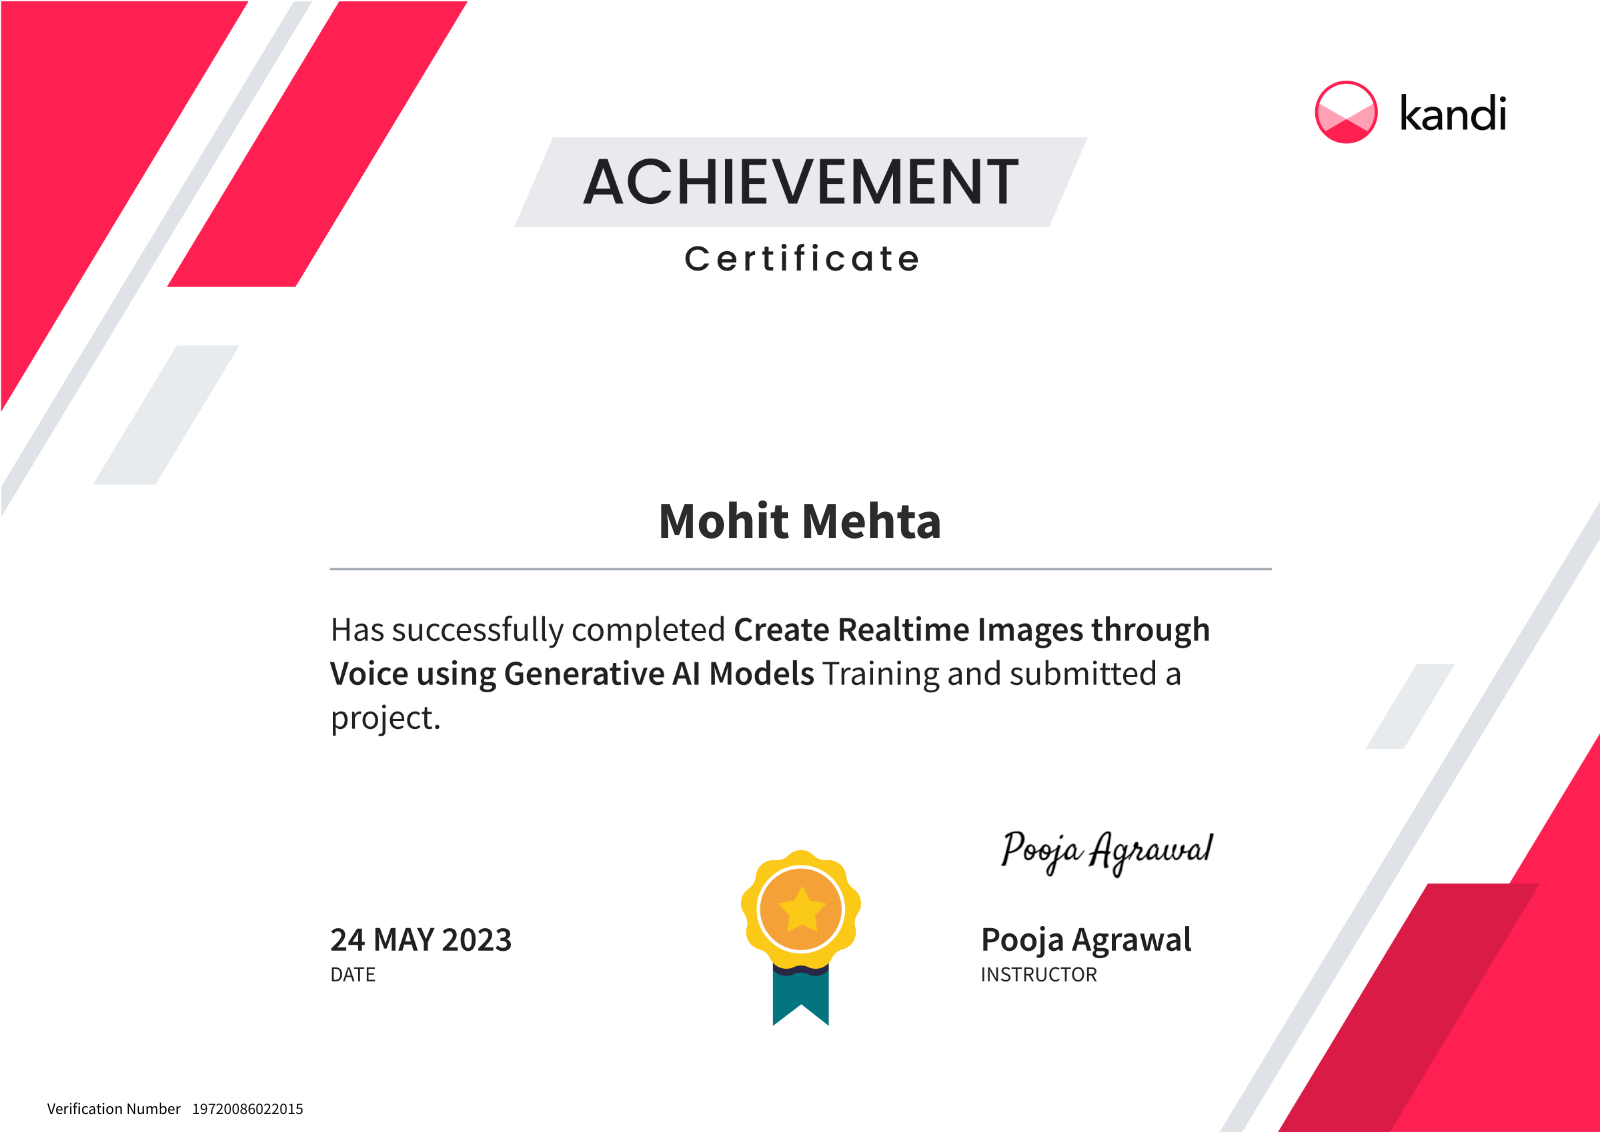 kandi
ACHIEVEMENT
Certificate
Mohit Mehta
Has successfully completed Create Realtime Images through
Voice using Generative AI Models Training and submitted a
project.
Pooja Agrawal
24 MAY 2023
Pooja Agrawal
DATE
INSTRUCTOR
Verification Number 19720086022015